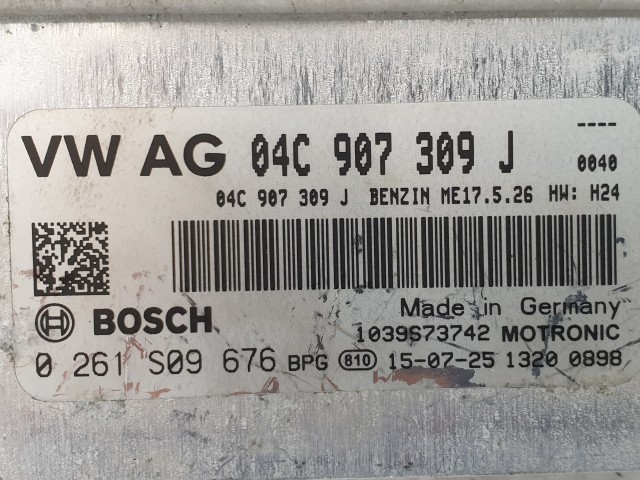 ----
VW AG 04C 907 309 J 0040
04C 907 309 J BENZIN ME17.5.26 HW: H24
BOSCH
Made in Germany
1039S73742 MOTRONIC
0 261 S09 676 BPG 810 15-07-25 1320 0898